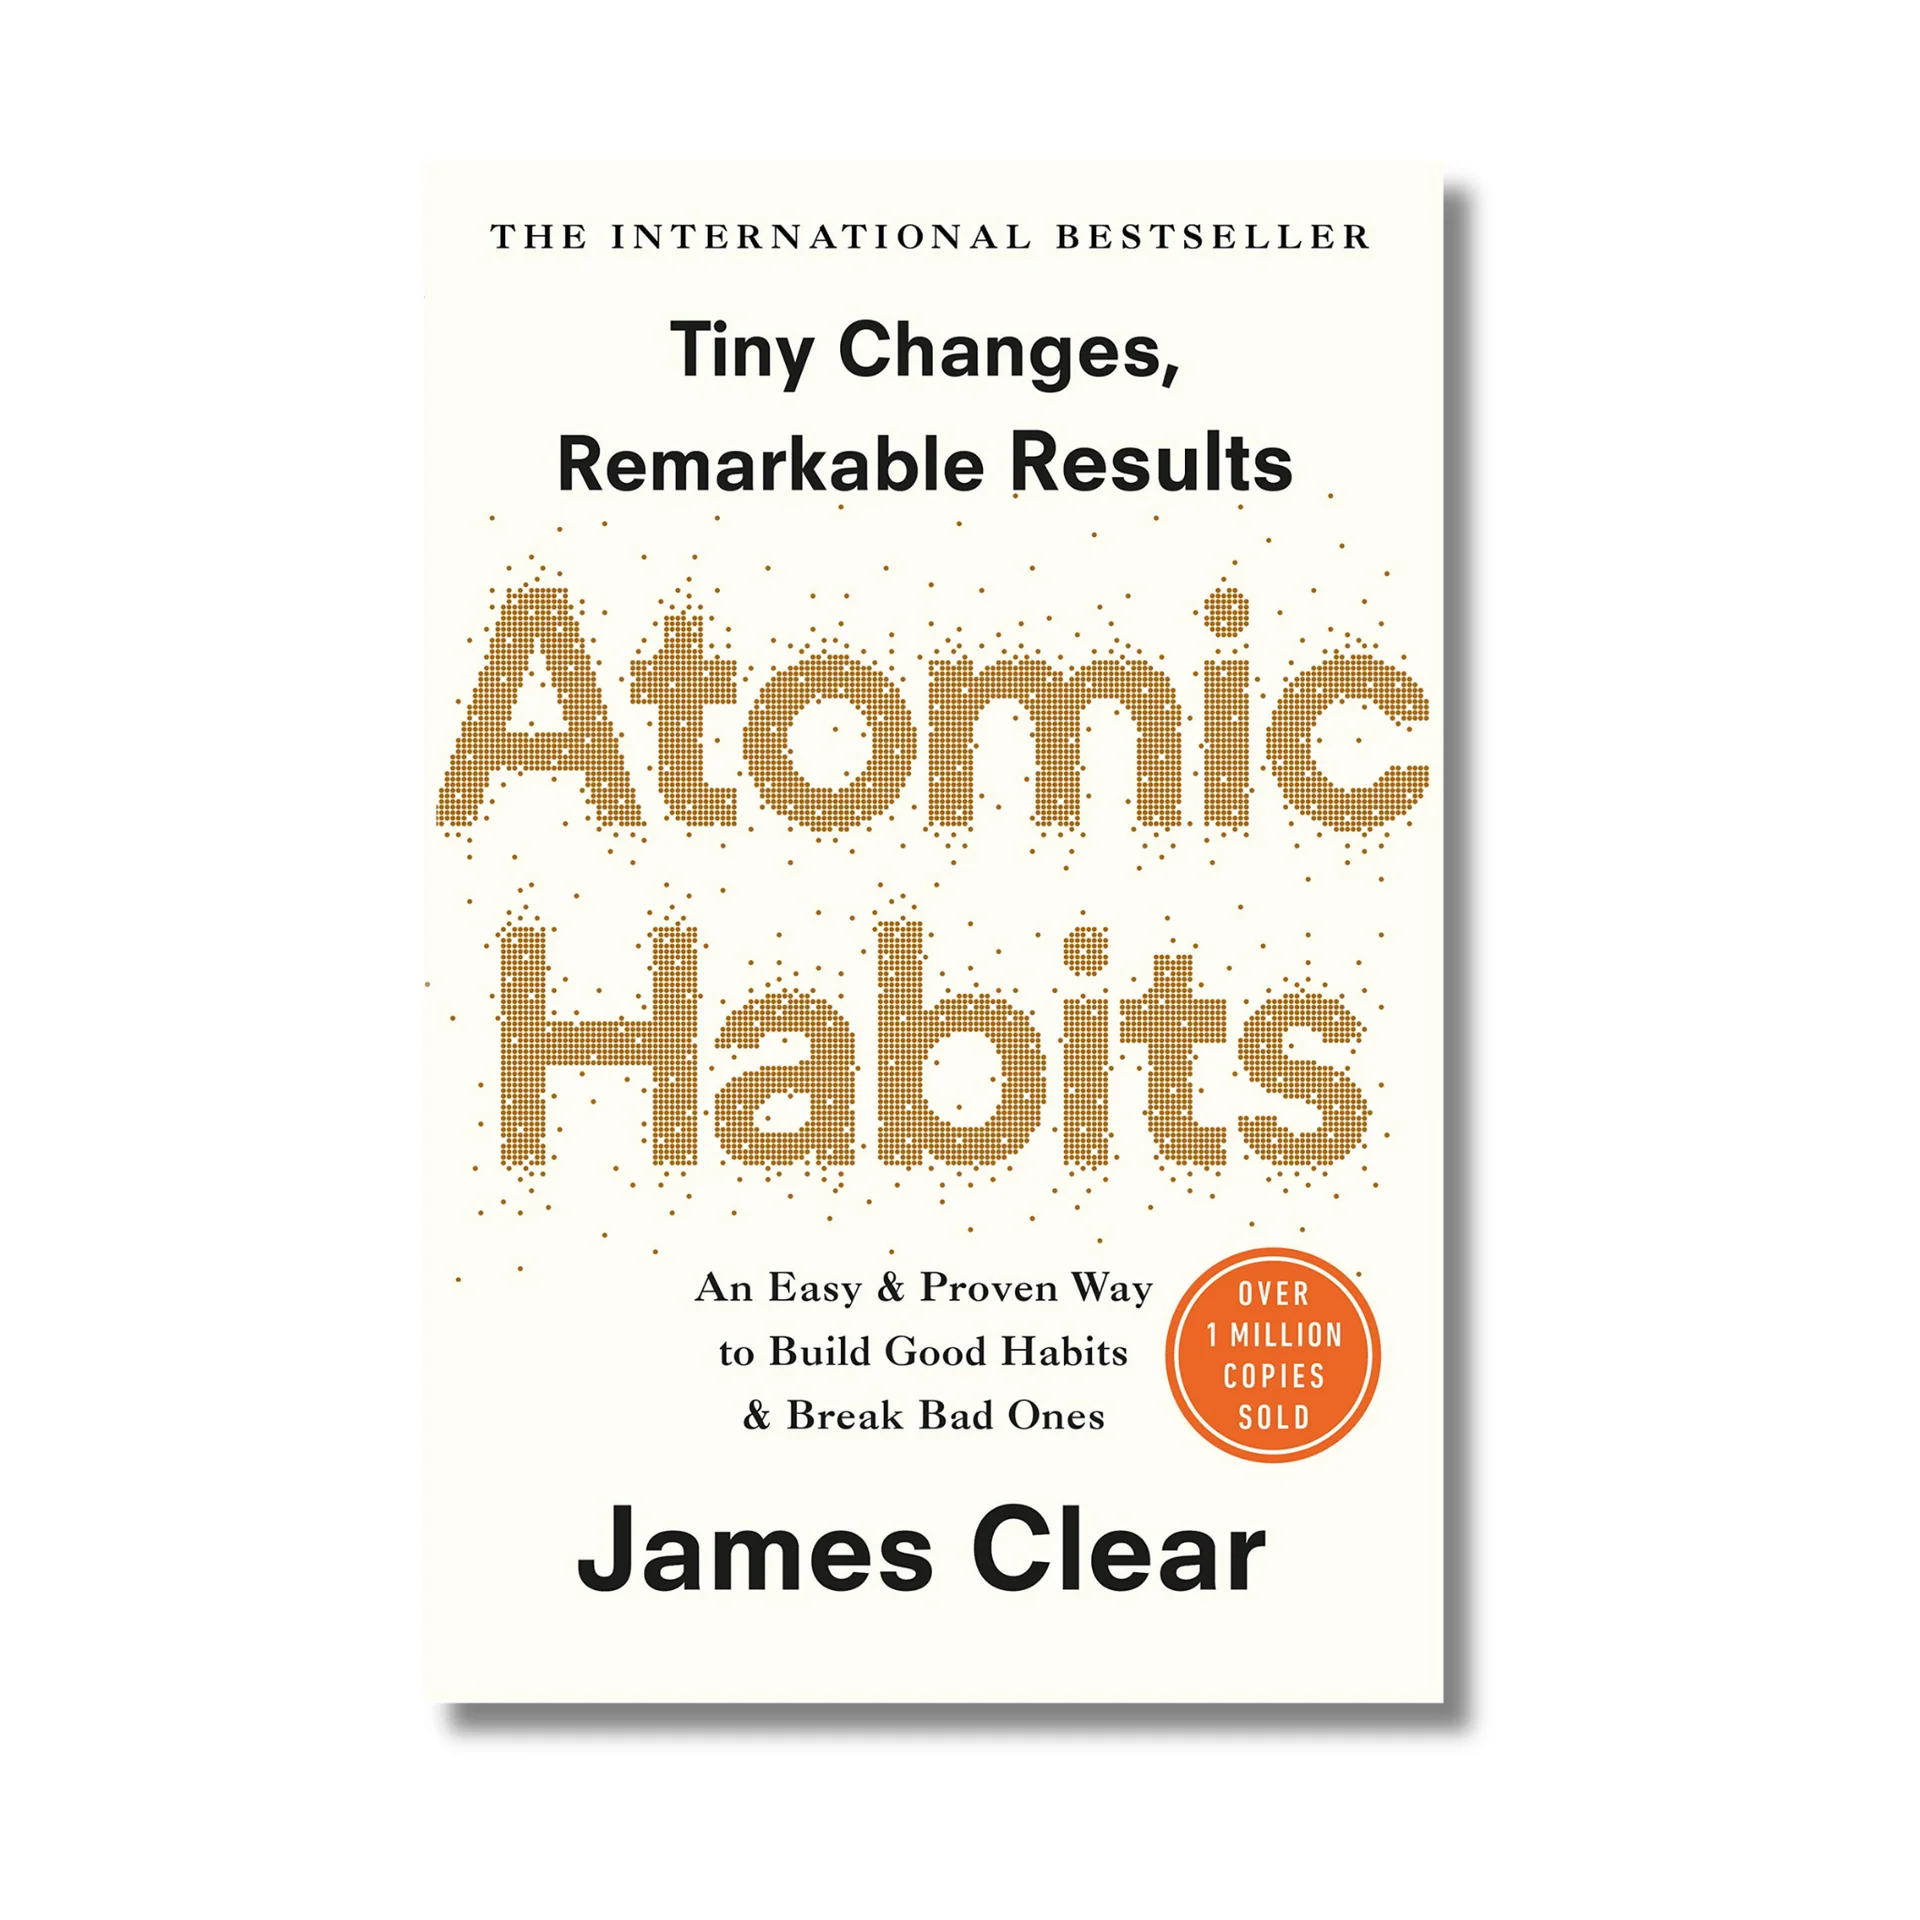 THE INTERNATIONAL BESTSELLER
Tiny Changes,
Remarkable Results
Atomic
Habits
An Easy & Proven Way
to Build Good Habits
& Break Bad Ones
OVER
1 MILLION
COPIES
SOLD
James Clear